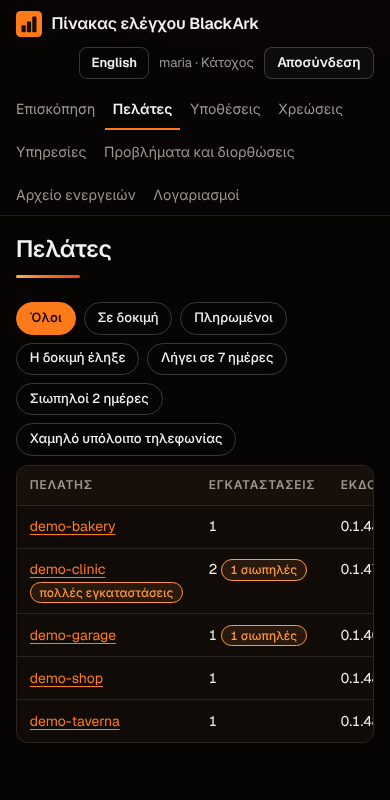 Πίνακας ελέγχου BlackArk
English maria · Κάτοχος Αποσύνδεση
Επισκόπηση Πελάτες Υποθέσεις Χρεώσεις
Υπηρεσίες Προβλήματα και διορθώσεις
Αρχείο ενεργειών Λογαριασμοί
Πελάτες
Όλοι Σε δοκιμή Πληρωμένοι
Η δοκιμή έληξε Λήγει σε 7 ημέρες
Σιωπηλοί 2 ημέρες
Χαμηλό υπόλοιπο τηλεφωνίας
ΠΕΛΑΤΗΣ ΕΓΚΑΤΑΣΤΑΣΕΙΣ
demo-bakery 1
demo-clinic 2 1 σιωπηλές
πολλές εγκαταστάσεις
demo-garage 1 1 σιωπηλές
demo-shop 1
demo-taverna 1